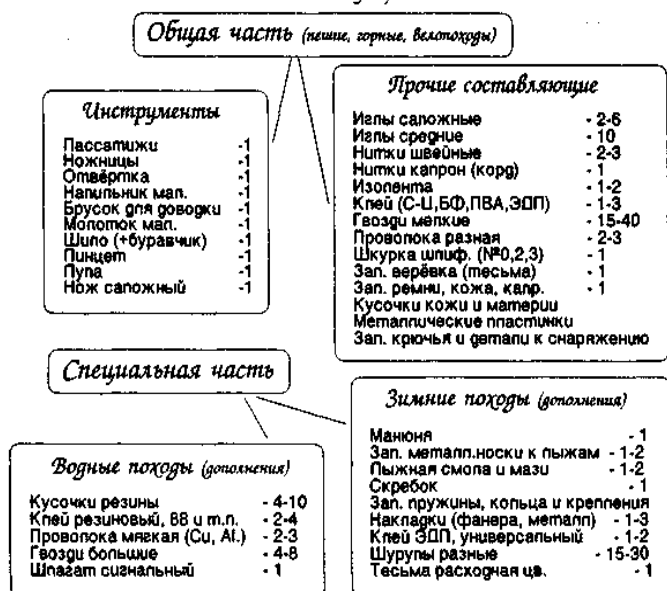 Общая часть (пешие, горные, велопоходы)
Инструменты
Пассатижи -1
Ножницы -1
Отвёртка -1
Напильник мал. -1
Брусок для доводки -1
Молоток мал. -1
Шило (+буравчик) -1
Пинцет -1
Лупа -1
Нож сапожный -1
Прочие составляющие
Иглы сапожные - 2-6
Иглы средние - 10
Нитки швейные - 2-3
Нитки капрон (корд) - 1
Изолента - 1-2
Клей (С-Ц,БФ,ПВА,ЭДП) - 1-3
Гвозди мелкие - 15-40
Проволока разная - 2-3
Шкурка шлиф. (№0,2,3) - 1
Зап. верёвка (тесьма) - 1
Зап. ремни, кожа, капр. - 1
Кусочки кожи и материи
Металлические пластинки
Зап. крючья и детали к снаряжению
Специальная часть
Водные походы (дополнения)
Кусочки резины - 4-10
Клей резиновый, 88 и т.п. - 2-4
Проволока мягкая (Cu, Al.) - 2-3
Гвозди большие - 4-8
Шпагат сигнальный - 1
Зимние походы (дополнения)
Манюня - 1
Зап. металл.носки к лыжам - 1-2
Лыжная смола и мази - 1-2
Скребок - 1
Зап. пружины, кольца и крепления
Накладки (фанера, металл) - 1-3
Клей ЭДП, универсальный - 1-2
Шурупы разные - 15-30
Тесьма расходная цв. - 1